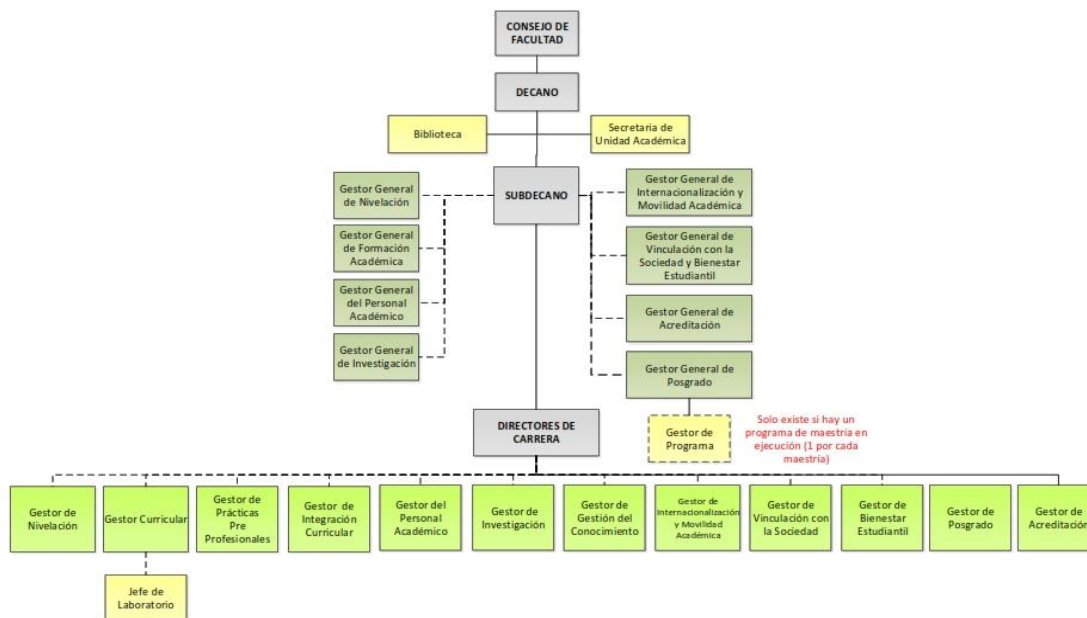 CONSEJO DE
FACULTAD
DECANO
Biblioteca
Secretaría de
Unidad Académica
SUBDECANO
Gestor General
de Nivelación
Gestor General
de Formación
Académica
Gestor General
del Personal
Académico
Gestor General
de Investigación
Gestor General de
Internacionalización y
Movilidad Académica
Gestor General de
Vinculación con la
Sociedad y Bienestar
Estudiantil
Gestor General de
Acreditación
Gestor General de
Posgrado
Gestor de
Programa
Solo existe si hay un
programa de maestría en
ejecución (1 por cada
maestría)
DIRECTORES DE
CARRERA
Gestor de
Nivelación
Gestor Curricular
Gestor de
Prácticas
Pre
Profesionales
Gestor de
Integración
Curricular
Gestor del
Personal
Académico
Gestor de
Investigación
Gestor de
Gestión del
Conocimiento
Gestor de
Internacionalización
y Movilidad
Académica
Gestor de
Vinculación con
la Sociedad
Gestor de
Bienestar
Estudiantil
Gestor de
Posgrado
Gestor de
Acreditación
Jefe de
Laboratorio